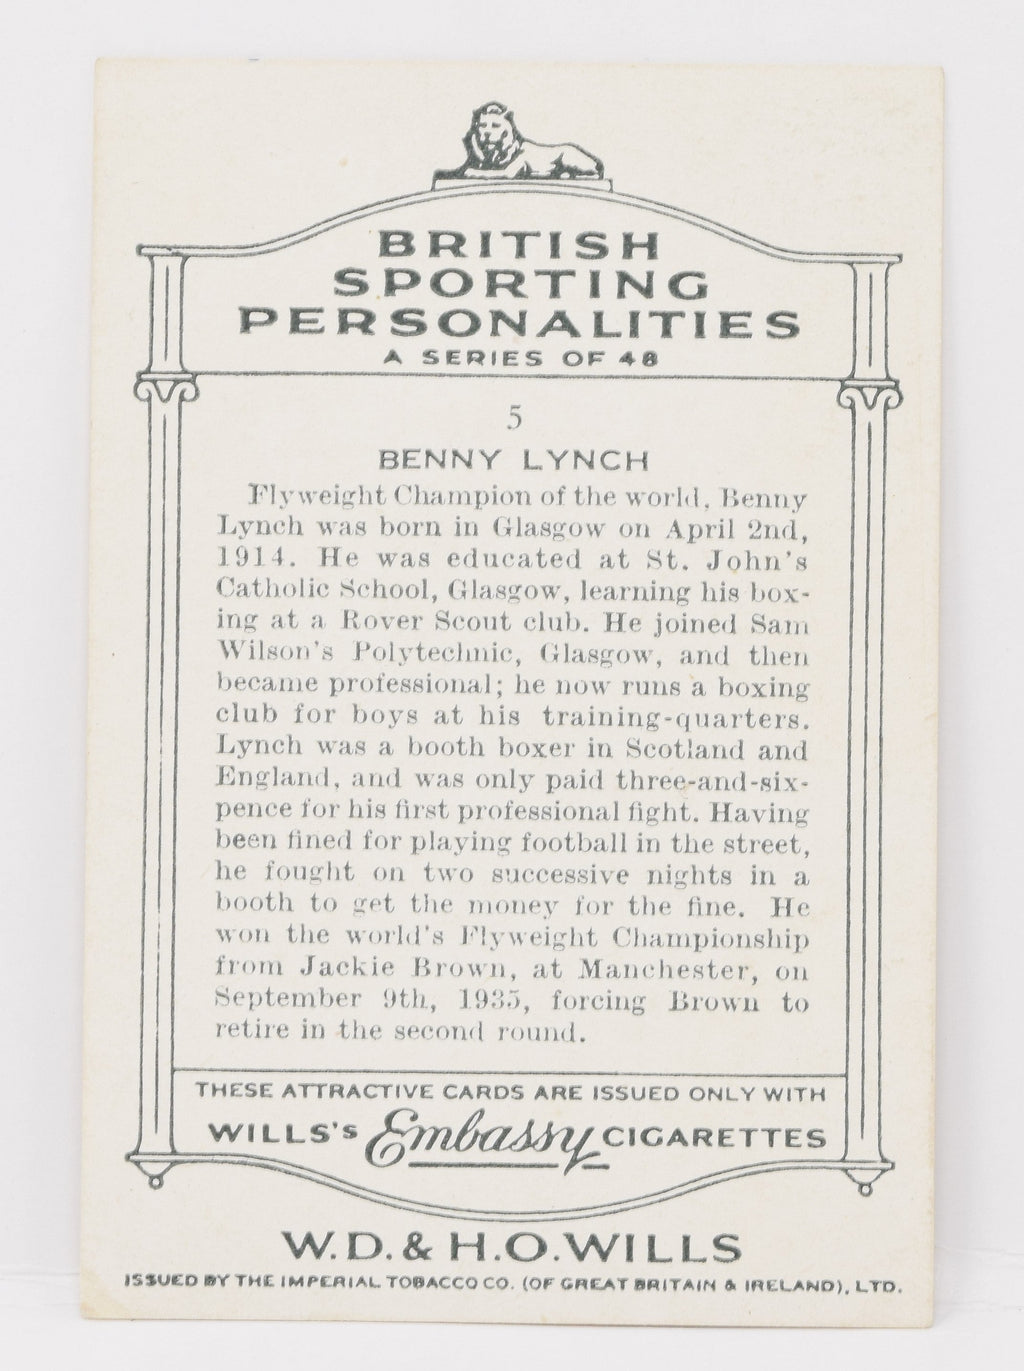 BRITISH
SPORTING
PERSONALITIES
A SERIES OF 48
5
BENNY LYNCH
Flyweight Champion of the world, Benny
Lynch was born in Glasgow on April 2nd,
1914. He was educated at St. John's
Catholic School, Glasgow, learning his box-
ing at a Rover Scout club. He joined Sam
Wilson's Polytechnic, Glasgow, and then
became professional; he now runs a boxing
club for boys at his training-quarters.
Lynch was a booth boxer in Scotland and
England, and was only paid three-and-six-
pence for his first professional fight. Having
been fined for playing football in the street,
he fought on two successive nights in a
booth to get the money for the fine. He
won the world's Flyweight Championship
from Jackie Brown, at Manchester, on
September 9th, 1935, forcing Brown to
retire in the second round.
THESE ATTRACTIVE CARDS ARE ISSUED ONLY WITH
WILLS'S Embassy CIGARETTES
W.D. & H.O. WILLS
ISSUED BY THE IMPERIAL TOBACCO CO. (OF GREAT BRITAIN & IRELAND), LTD.